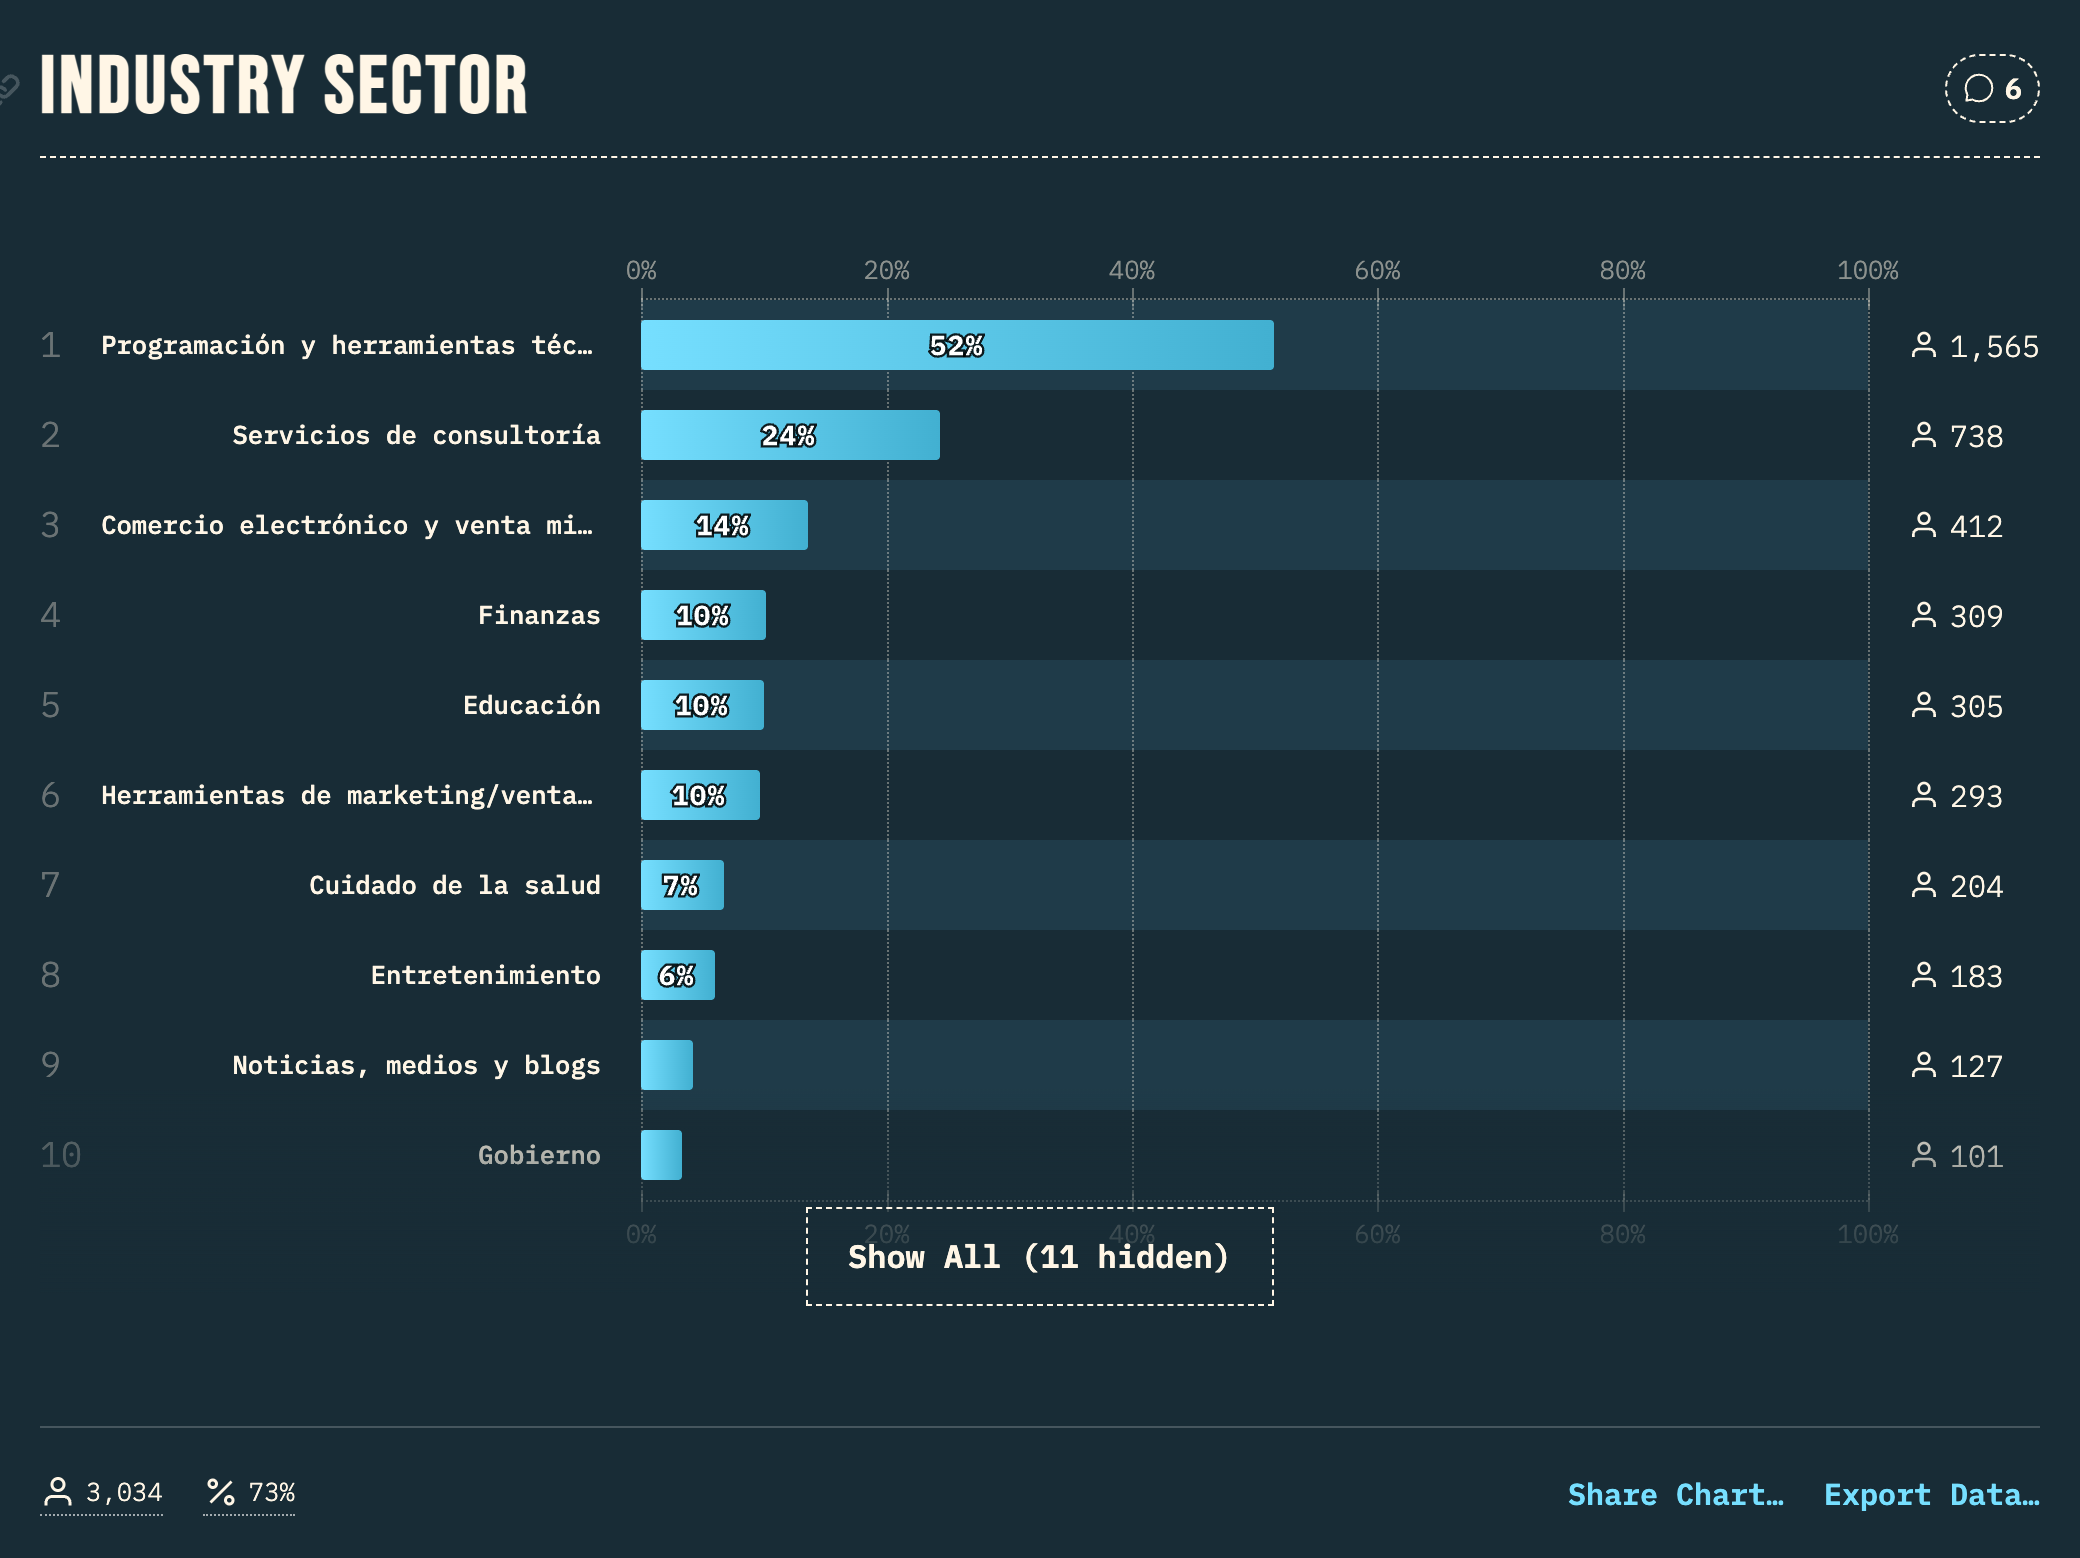 INDUSTRY SECTOR
6
0% 20% 40% 60% 80% 100%
1 Programación y herramientas téc… 52% 1,565
2 Servicios de consultoría 24% 738
3 Comercio electrónico y venta mi… 14% 412
4 Finanzas 10% 309
5 Educación 10% 305
6 Herramientas de marketing/venta… 10% 293
7 Cuidado de la salud 7% 204
8 Entretenimiento 6% 183
9 Noticias, medios y blogs 127
10 Gobierno 101
0% 20% 40% 60% 80% 100%
Show All (11 hidden)
3,034 73% Share Chart… Export Data…